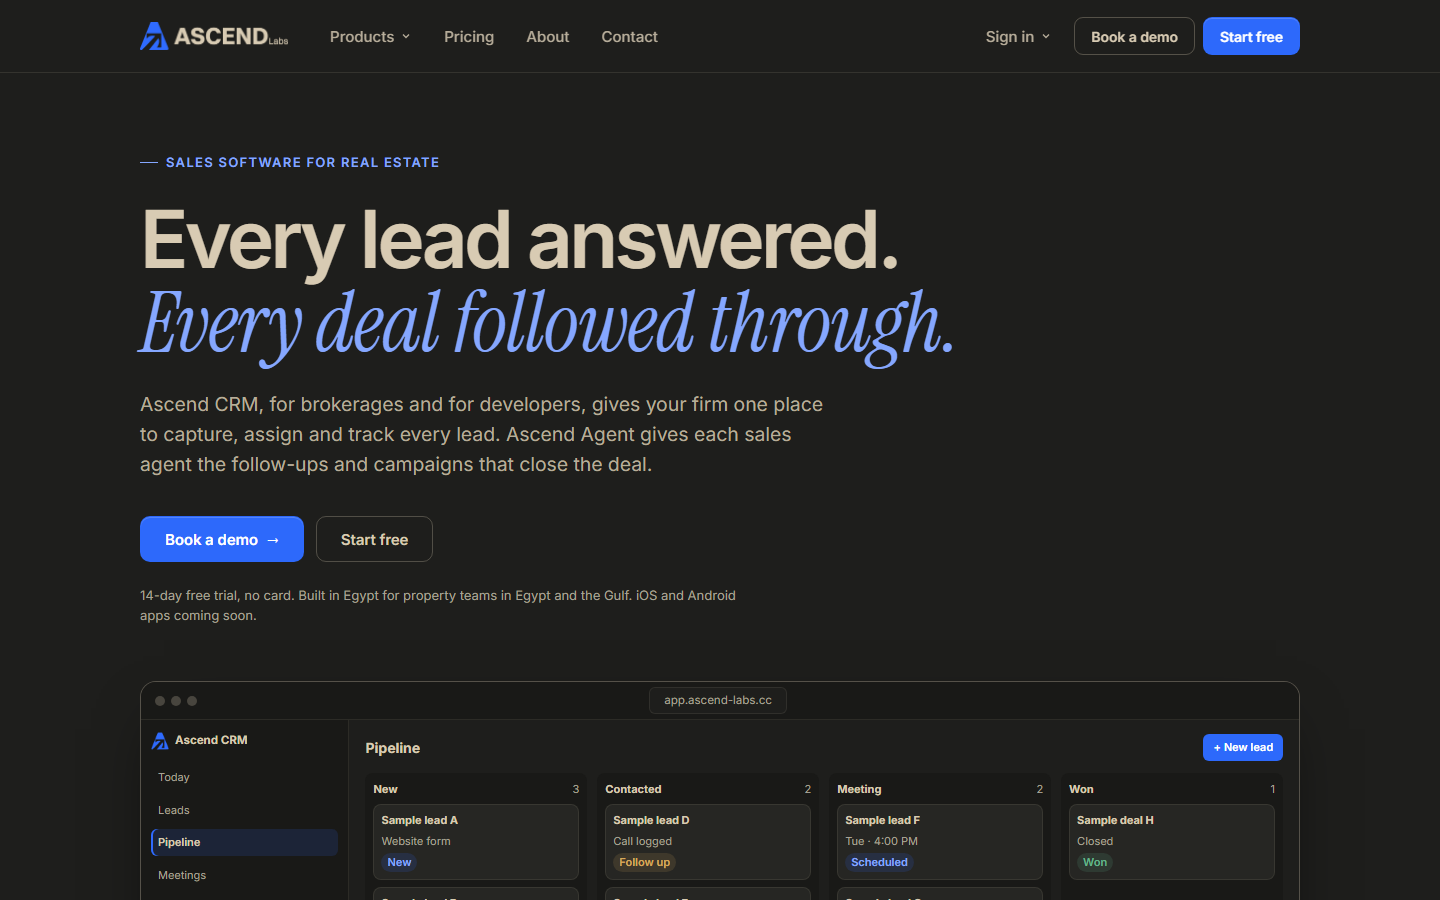 ASCEND Labs
Products
Pricing
About
Contact
Sign in
Book a demo
Start free
SALES SOFTWARE FOR REAL ESTATE
Every lead answered.
Every deal followed through.
Ascend CRM, for brokerages and for developers, gives your firm one place
to capture, assign and track every lead. Ascend Agent gives each sales
agent the follow-ups and campaigns that close the deal.
Book a demo →
Start free
14-day free trial, no card. Built in Egypt for property teams in Egypt and the Gulf. iOS and Android
apps coming soon.
app.ascend-labs.cc
Ascend CRM
Today
Leads
Pipeline
Meetings
Pipeline
+ New lead
New 3
Sample lead A
Website form
New
Contacted 2
Sample lead D
Call logged
Follow up
Meeting 2
Sample lead F
Tue · 4:00 PM
Scheduled
Won 1
Sample deal H
Closed
Won